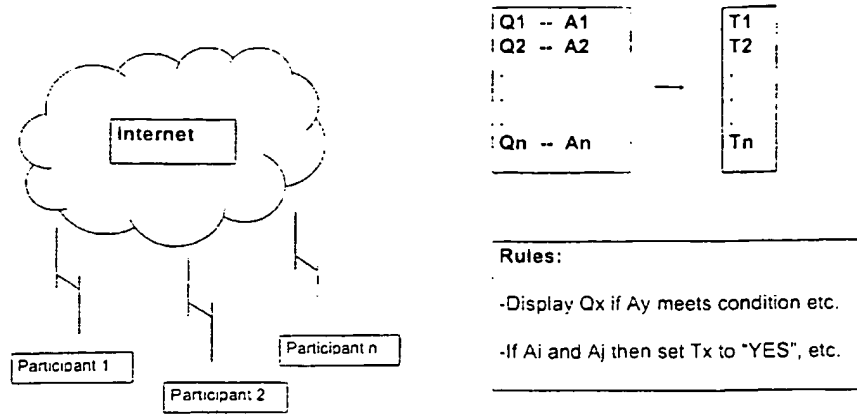 Internet
Participant 1
Participant 2
Participant n
Q1 -- A1
Q2 -- A2
.
.
..
Qn -- An
T1
T2
.
.
.
Tn
Rules:
-Display Qx if Ay meets condition etc.
-If Ai and Aj then set Tx to "YES", etc.